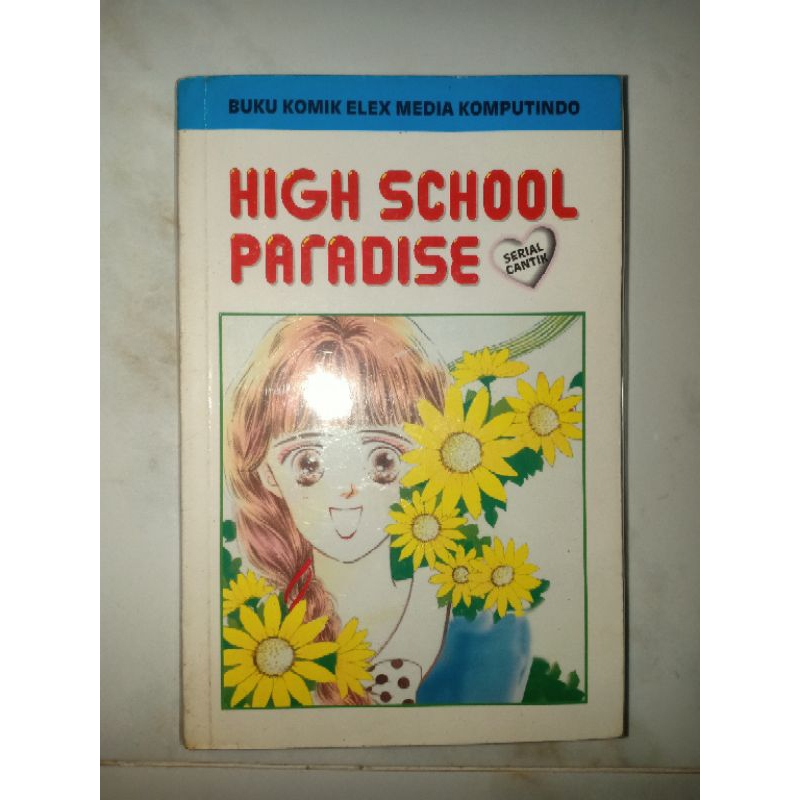 BUKU KOMIK ELEX MEDIA KOMPUTINDO
HIGH SCHOOL
ParaDISE
SERIAL
CANTIK